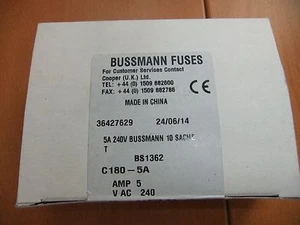 BUSSMANN FUSES
For Customer Services Contact
Cooper (U.K.) Ltd.
TEL: +44 (0) 1509 882600
FAX: +44 (0) 1509 882786
MADE IN CHINA
36427629 24/06/14
5A 240V BUSSMANN 10 SACHE
T
BS1362
C180-5A
AMP 5
V AC 240